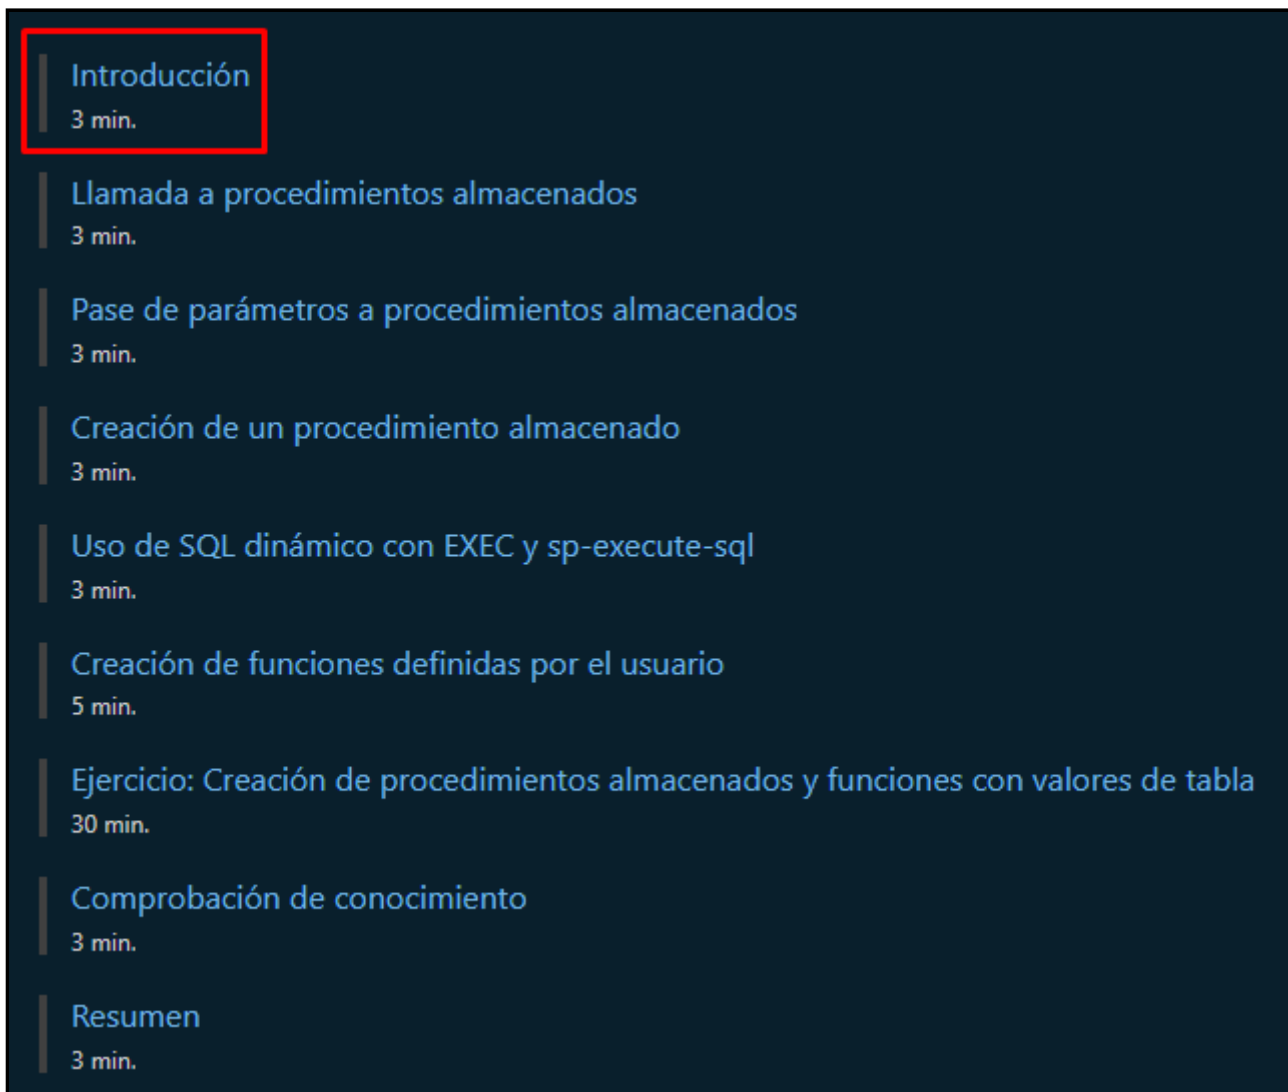 Introducción
3 min.
Llamada a procedimientos almacenados
3 min.
Pase de parámetros a procedimientos almacenados
3 min.
Creación de un procedimiento almacenado
3 min.
Uso de SQL dinámico con EXEC y sp-execute-sql
3 min.
Creación de funciones definidas por el usuario
5 min.
Ejercicio: Creación de procedimientos almacenados y funciones con valores de tabla
30 min.
Comprobación de conocimiento
3 min.
Resumen
3 min.